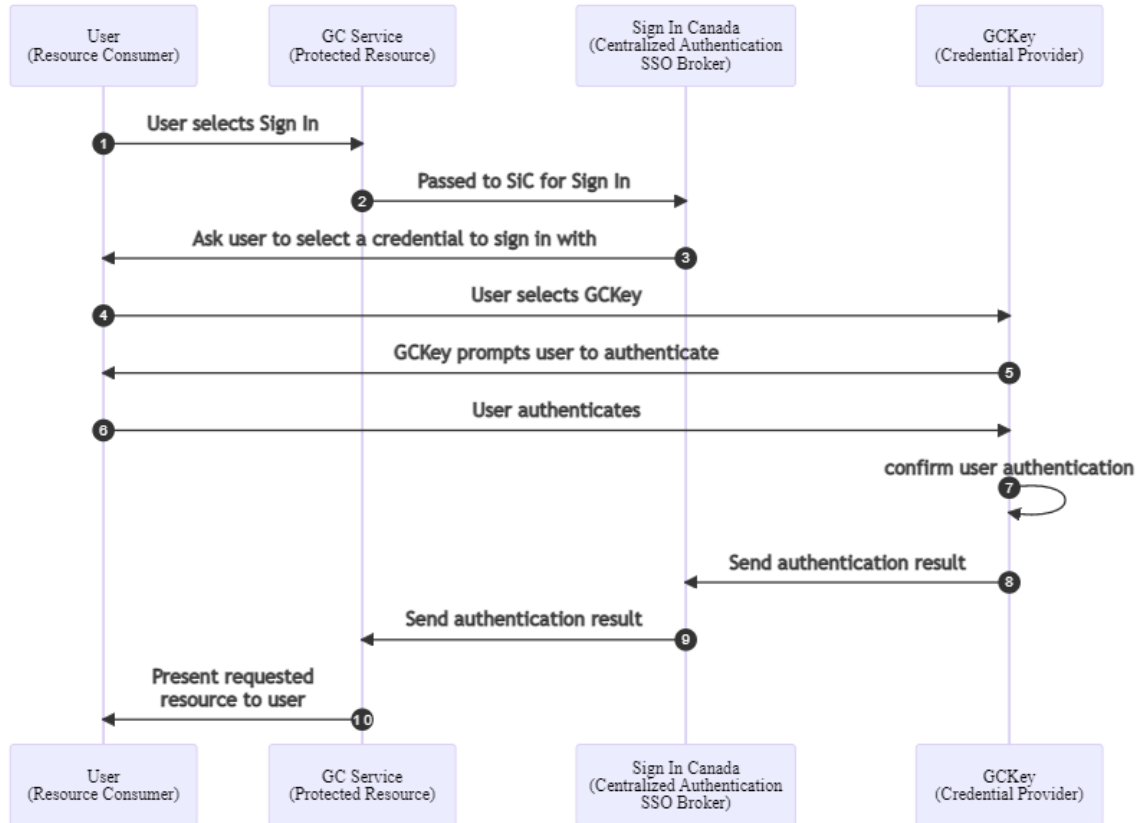 User
(Resource Consumer)
GC Service
(Protected Resource)
Sign In Canada
(Centralized Authentication
SSO Broker)
GCKey
(Credential Provider)
User selects Sign In
1
Passed to SiC for Sign In
2
Ask user to select a credential to sign in with
3
User selects GCKey
4
GCKey prompts user to authenticate
5
User authenticates
6
confirm user authentication
7
Send authentication result
8
Send authentication result
9
Present requested
resource to user
10
User
(Resource Consumer)
GC Service
(Protected Resource)
Sign In Canada
(Centralized Authentication
SSO Broker)
GCKey
(Credential Provider)